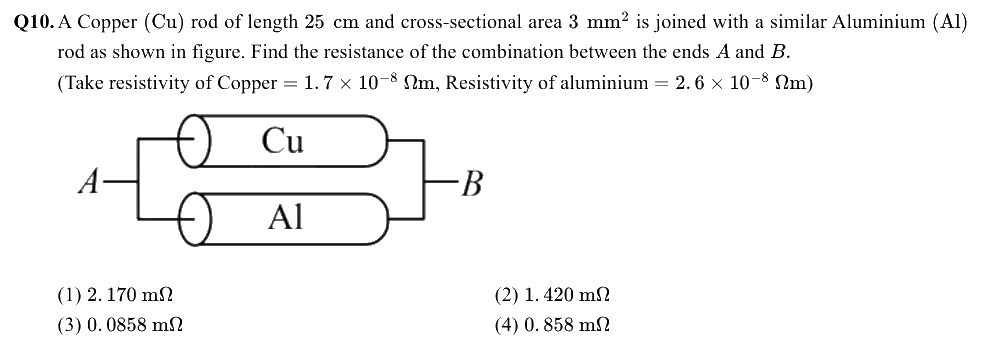 Q10. A Copper (Cu) rod of length 25 cm and cross-sectional area 3 mm² is joined with a similar Aluminium (Al)
rod as shown in figure. Find the resistance of the combination between the ends A and B.
(Take resistivity of Copper = 1.7 × 10⁻⁸ Ωm, Resistivity of aluminium = 2.6 × 10⁻⁸ Ωm)
Cu
A
B
Al
(1) 2.170 mΩ
(2) 1.420 mΩ
(3) 0.0858 mΩ
(4) 0.858 mΩ